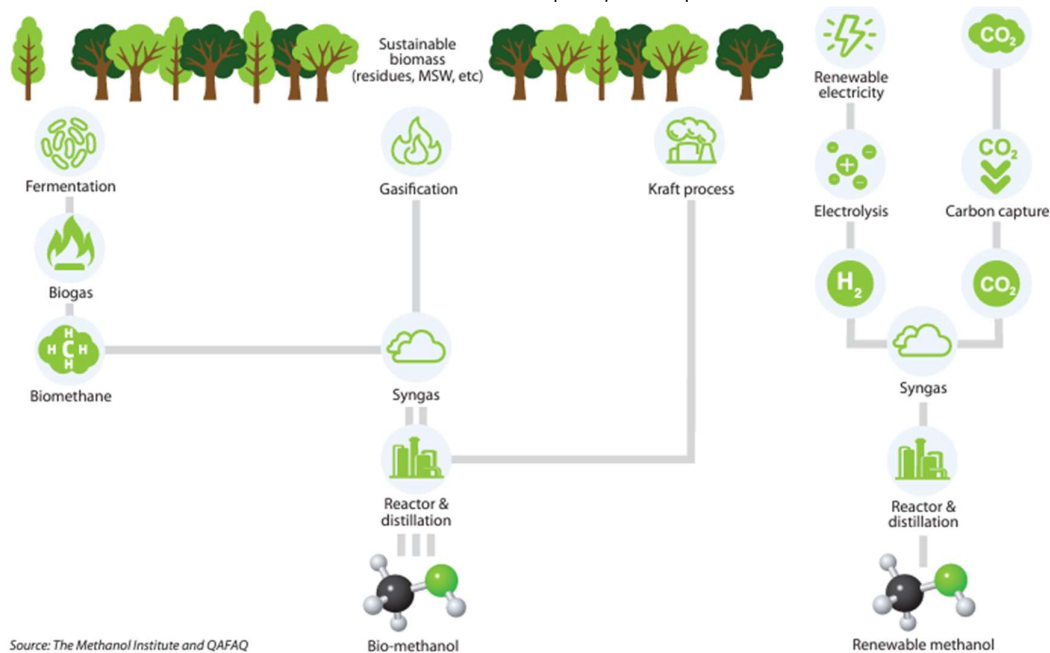 Sustainable
biomass
(residues, MSW, etc)
Fermentation
Biogas
H
H C H
H
Biomethane
Gasification
Syngas
Reactor &
distillation
Bio-methanol
Kraft process
Renewable
electricity
Electrolysis
H2
CO2
CO2
Carbon capture
CO2
Syngas
Reactor &
distillation
Renewable methanol
Source: The Methanol Institute and QAFAQ